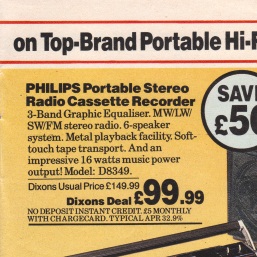 on Top-Brand Portable Hi-F
PHILIPS Portable Stereo
Radio Cassette Recorder
3-Band Graphic Equaliser. MW/LW/
SW/FM stereo radio. 6-speaker
system. Metal playback facility. Soft-
touch tape transport. And an
impressive 16 watts music power
output! Model: D8349.
Dixons Usual Price £149.99
Dixons Deal £99.99
NO DEPOSIT INSTANT CREDIT. £5 MONTHLY
WITH CHARGECARD. TYPICAL APR 32.9%
SAVE
£50